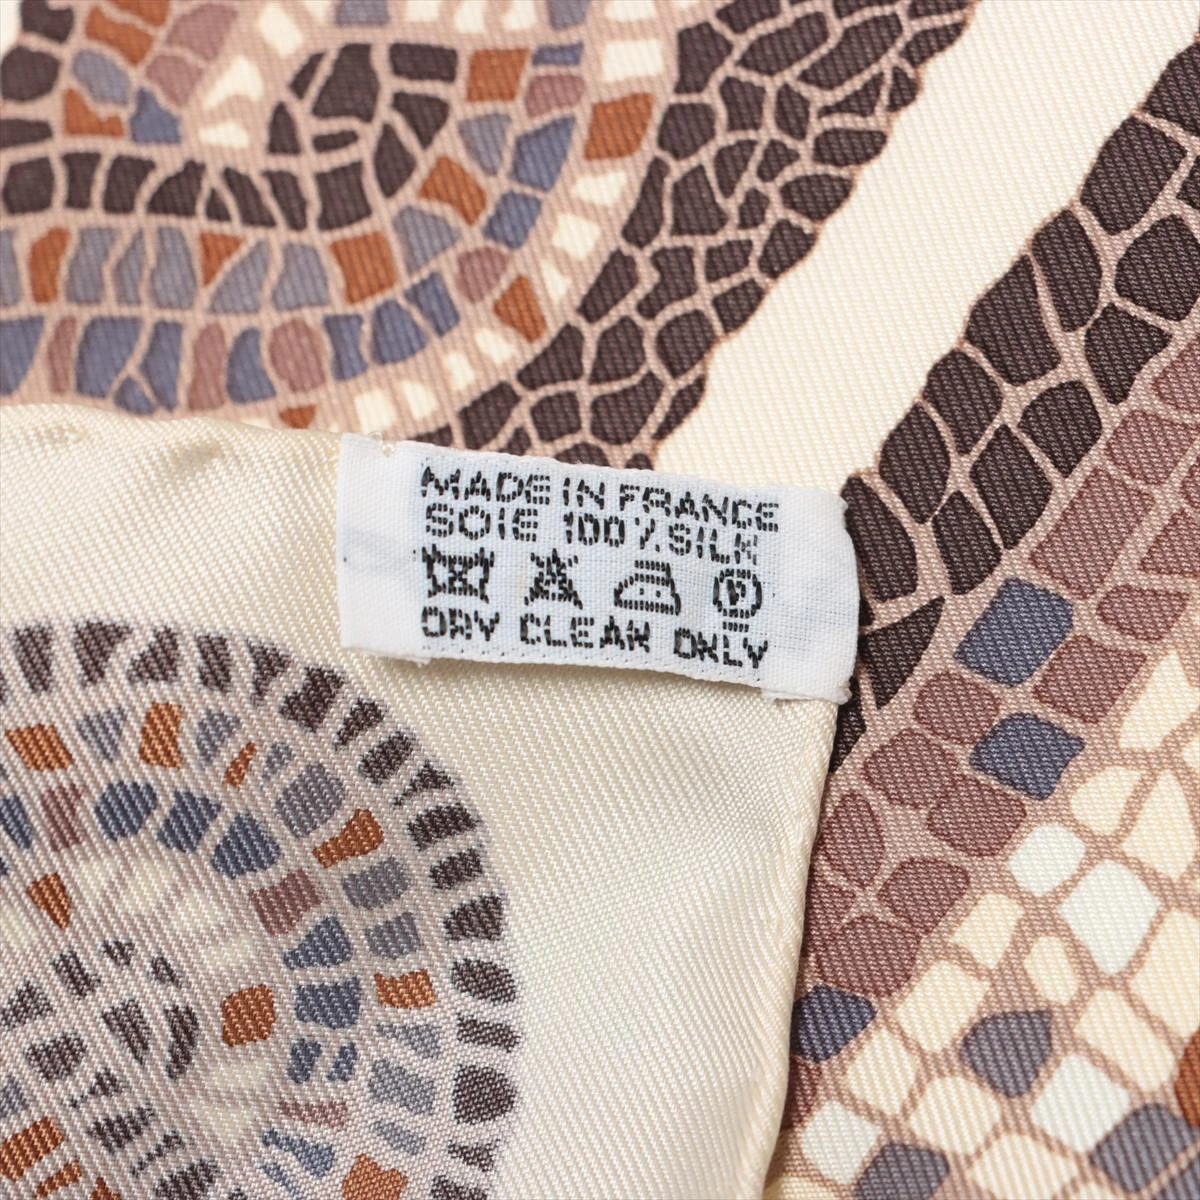 MADE IN FRANCE
SOIE 100% SILK
DRY CLEAN ONLY